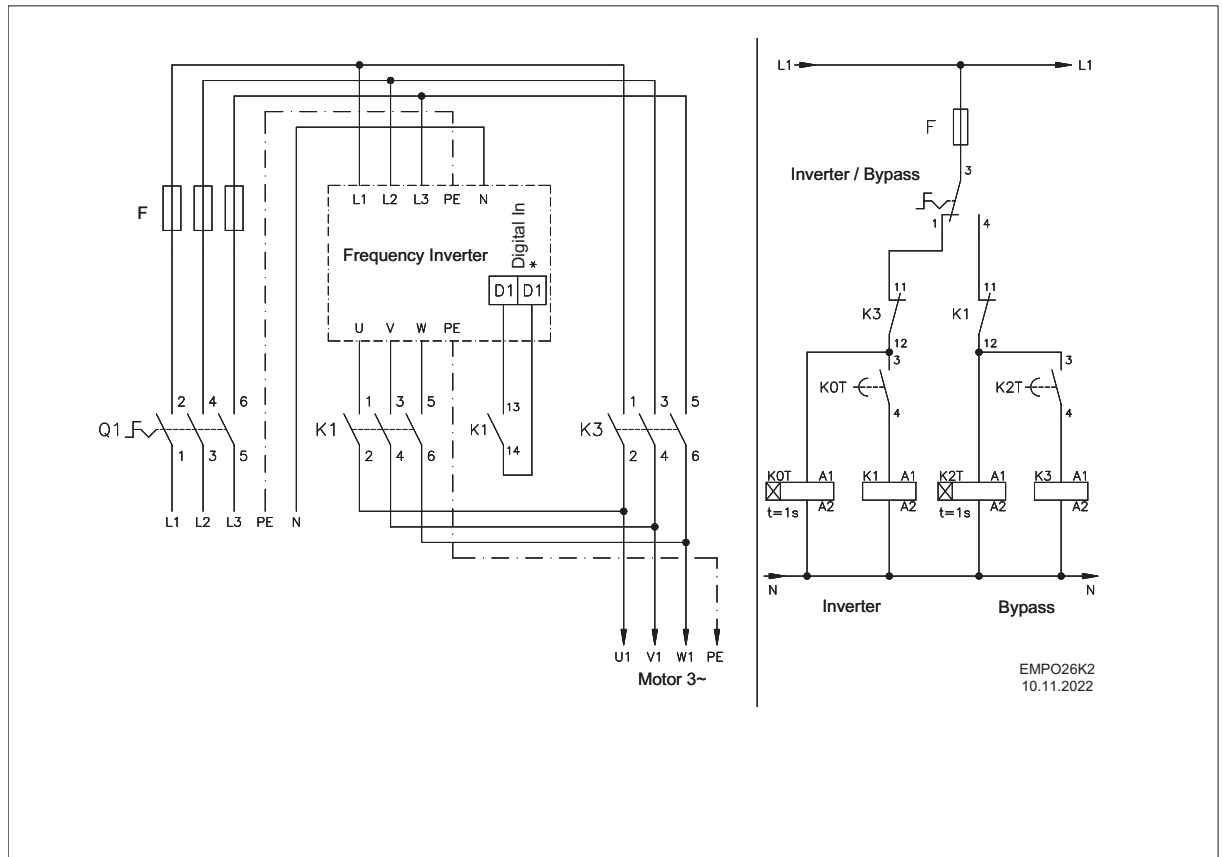 F
L1 L2 L3 PE N
Frequency Inverter
Digital In
*
D1 D1
U V W PE
Q1
2 4 6
1 3 5
K1
1 3 5
2 4 6
K1
13
14
K3
1 3 5
2 4 6
L1 L2 L3 PE N
U1 V1 W1 PE
Motor 3~
L1 L1
F
Inverter / Bypass
3
1 4
K3
11
12
K1
11
12
K0T
3
4
K2T
3
4
K0T A1
A2
t=1s
K1 A1
A2
K2T A1
A2
t=1s
K3 A1
A2
N N
Inverter Bypass
EMPO26K2
10.11.2022